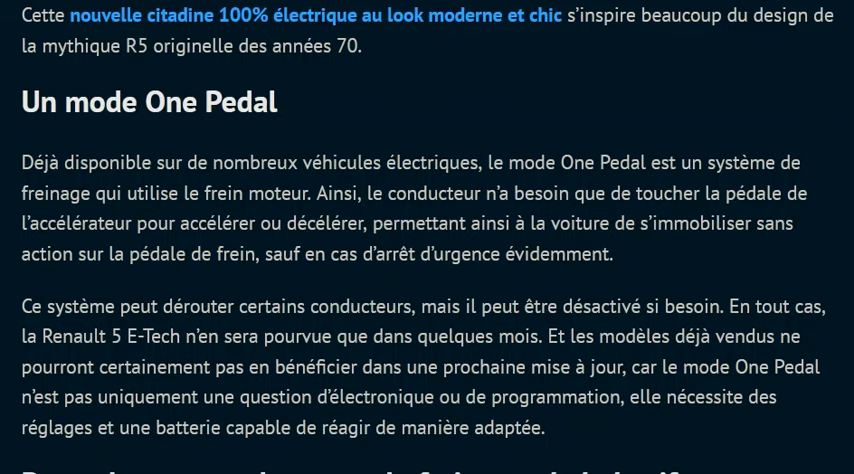 Cette nouvelle citadine 100% électrique au look moderne et chic s’inspire beaucoup du design de
la mythique R5 originelle des années 70.
Un mode One Pedal
Déjà disponible sur de nombreux véhicules électriques, le mode One Pedal est un système de
freinage qui utilise le frein moteur. Ainsi, le conducteur n’a besoin que de toucher la pédale de
l’accélérateur pour accélérer ou décélérer, permettant ainsi à la voiture de s’immobiliser sans
action sur la pédale de frein, sauf en cas d’arrêt d’urgence évidemment.
Ce système peut dérouter certains conducteurs, mais il peut être désactivé si besoin. En tout cas,
la Renault 5 E-Tech n’en sera pourvue que dans quelques mois. Et les modèles déjà vendus ne
pourront certainement pas en bénéficier dans une prochaine mise à jour, car le mode One Pedal
n’est pas uniquement une question d’électronique ou de programmation, elle nécessite des
réglages et une batterie capable de réagir de manière adaptée.